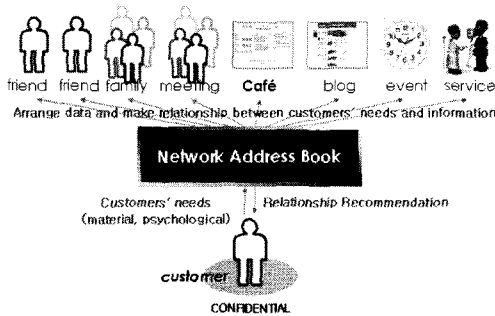 friend friend family meeting Café blog event service
Arrange data and make relationship between customers' needs and information
Network Address Book
Customers' needs
(material, psychological)
Relationship Recommendation
customer
CONFIDENTIAL